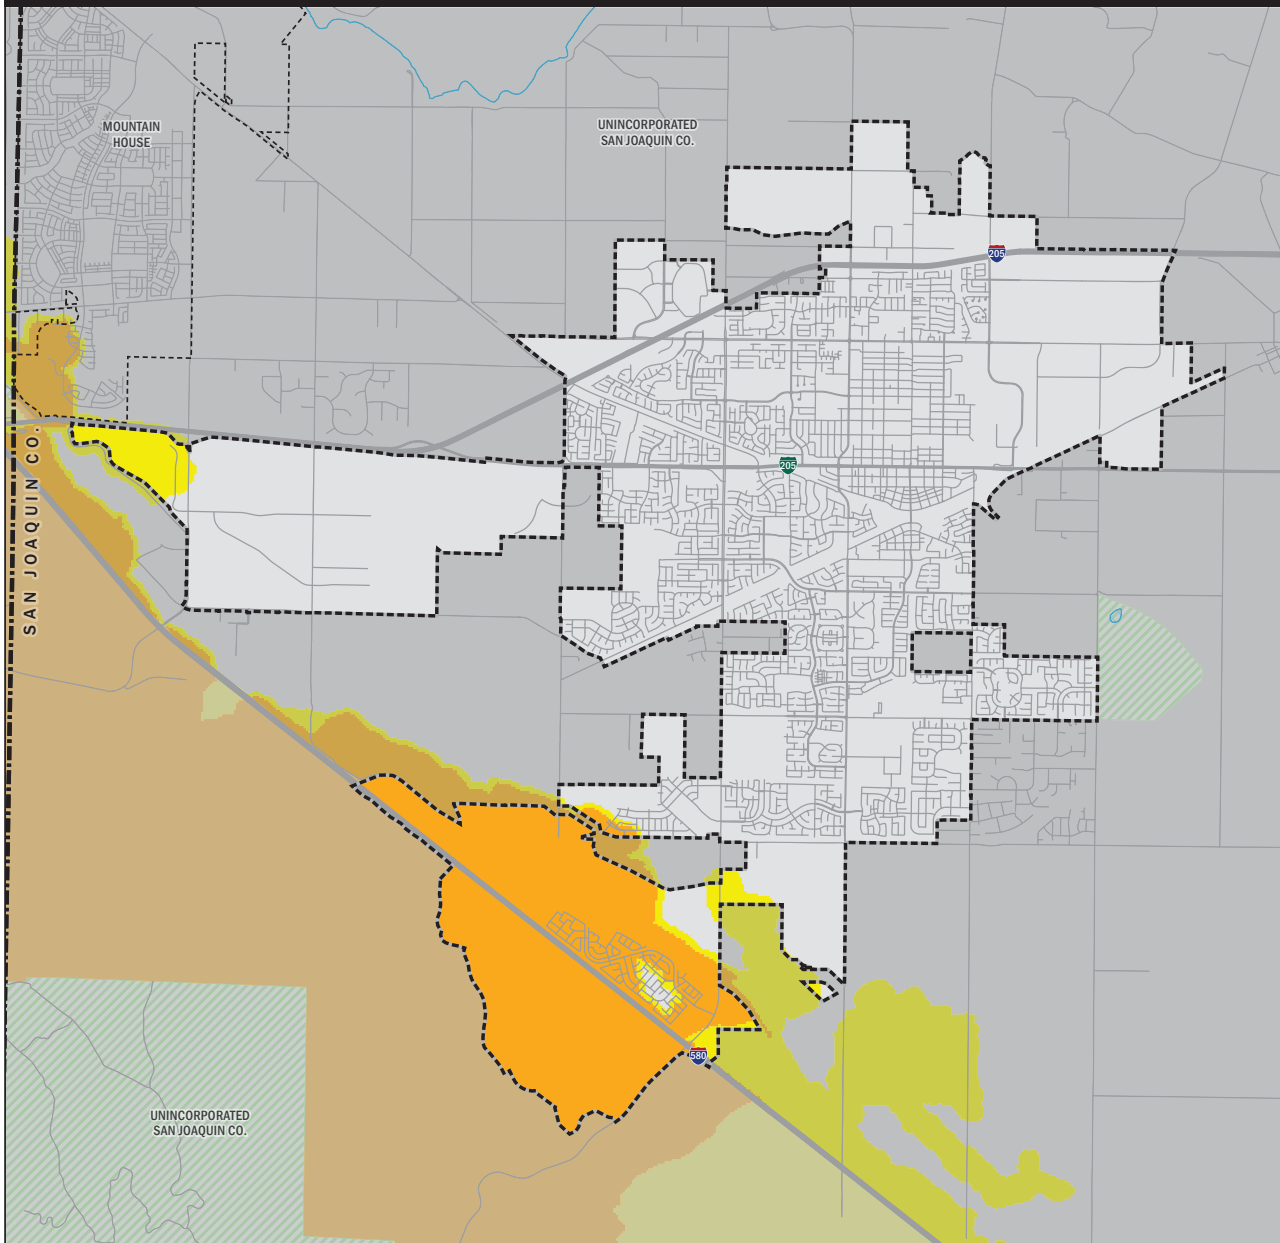 MOUNTAIN
HOUSE
UNINCORPORATED
SAN JOAQUIN CO.
205
205
SAN JOAQUIN CO.
580
UNINCORPORATED
SAN JOAQUIN CO.